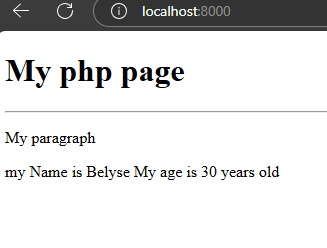 localhost:8000
My php page
My paragraph
my Name is Belyse My age is 30 years old